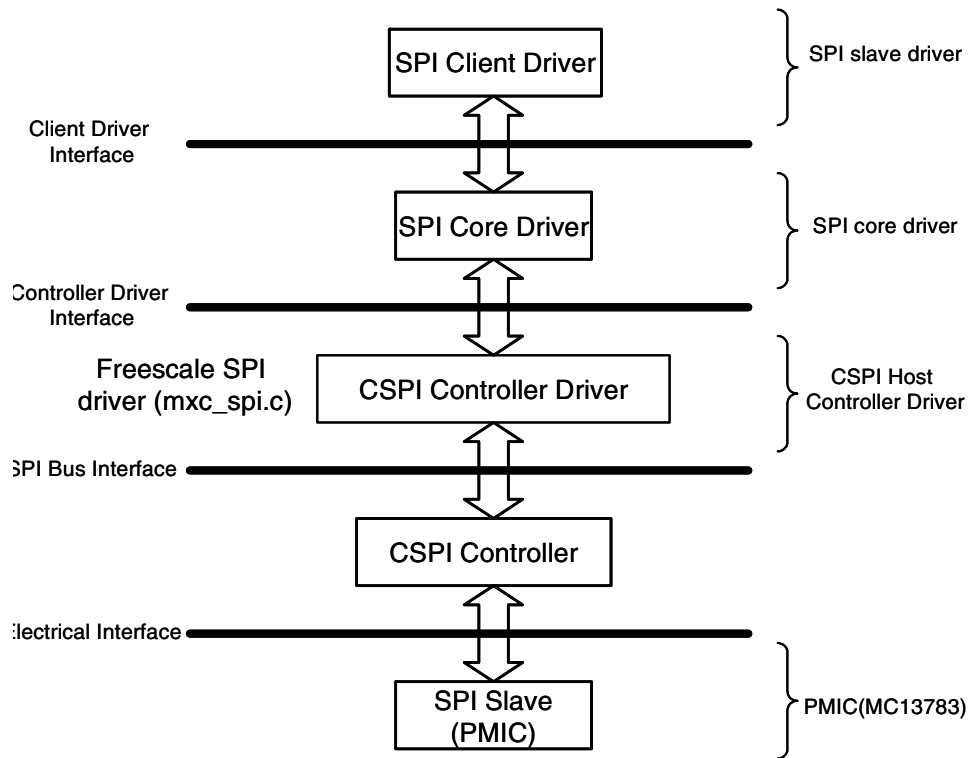 SPI Client Driver
SPI slave driver
Client Driver
Interface
SPI Core Driver
SPI core driver
Controller Driver
Interface
Freescale SPI
driver (mxc_spi.c)
CSPI Controller Driver
CSPI Host
Controller Driver
SPI Bus Interface
CSPI Controller
Electrical Interface
SPI Slave
(PMIC)
PMIC(MC13783)